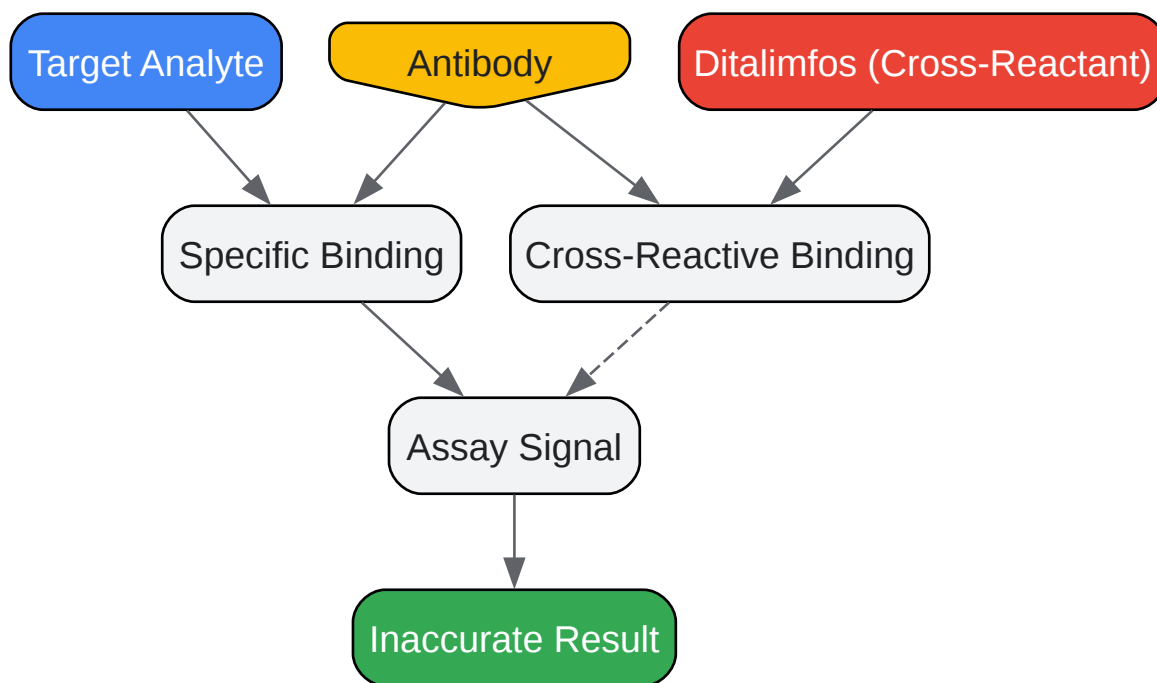 Target Analyte
Antibody
Ditalimfos (Cross-Reactant)
Specific Binding
Cross-Reactive Binding
Assay Signal
Inaccurate Result